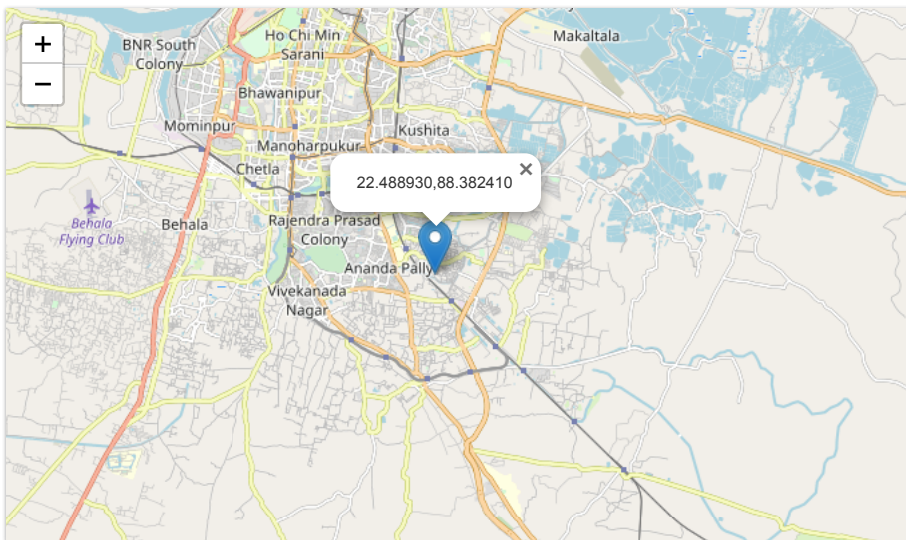 +
−
BNR South
Colony
Ho Chi Min
Sarani
Makaltala
Bhawanipur
Mominpur
Kushita
Manoharpukur
Chetla
×
22.488930,88.382410
Behala
Flying Club
Behala
Rajendra Prasad
Colony
Ananda Pally
Vivekanada
Nagar